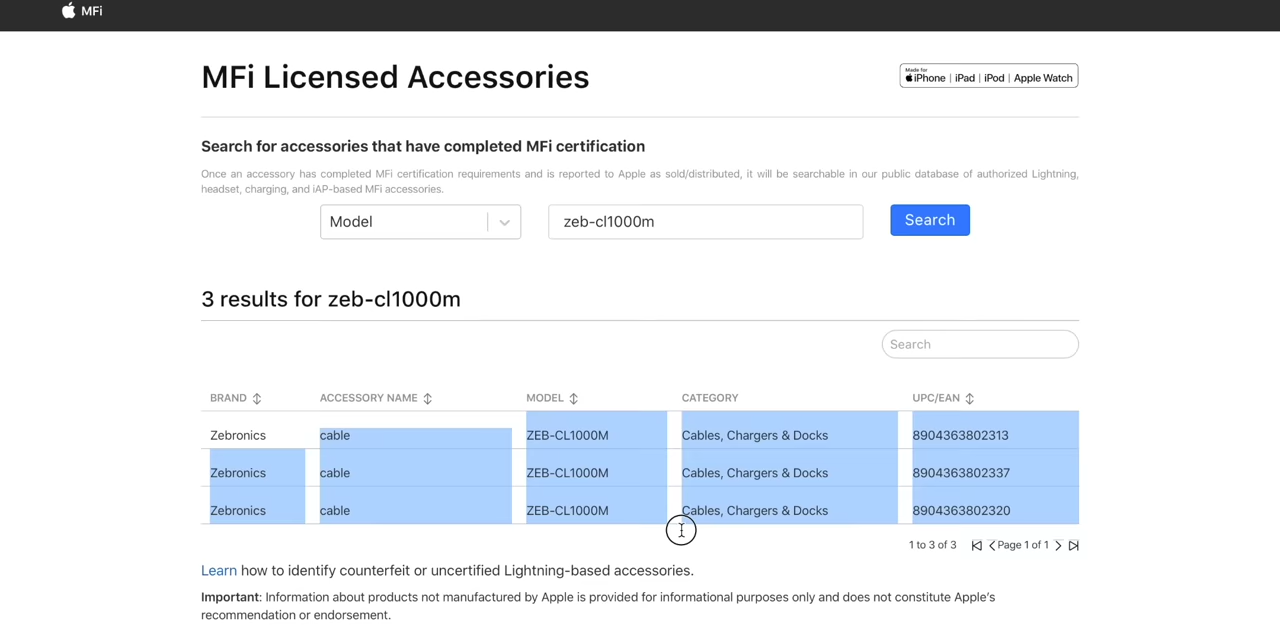 MFi
MFi Licensed Accessories
Made for
iPhone | iPad | iPod | Apple Watch
Search for accessories that have completed MFi certification
Once an accessory has completed MFi certification requirements and is reported to Apple as sold/distributed, it will be searchable in our public database of authorized Lightning,
headset, charging, and iAP-based MFi accessories.
Model zeb-cl1000m Search
3 results for zeb-cl1000m
Search
BRAND ACCESSORY NAME MODEL CATEGORY UPC/EAN
Zebronics cable ZEB-CL1000M Cables, Chargers & Docks 8904363802313
Zebronics cable ZEB-CL1000M Cables, Chargers & Docks 8904363802337
Zebronics cable ZEB-CL1000M Cables, Chargers & Docks 8904363802320
1 to 3 of 3 Page 1 of 1
Learn how to identify counterfeit or uncertified Lightning-based accessories.
Important: Information about products not manufactured by Apple is provided for informational purposes only and does not constitute Apple's
recommendation or endorsement.